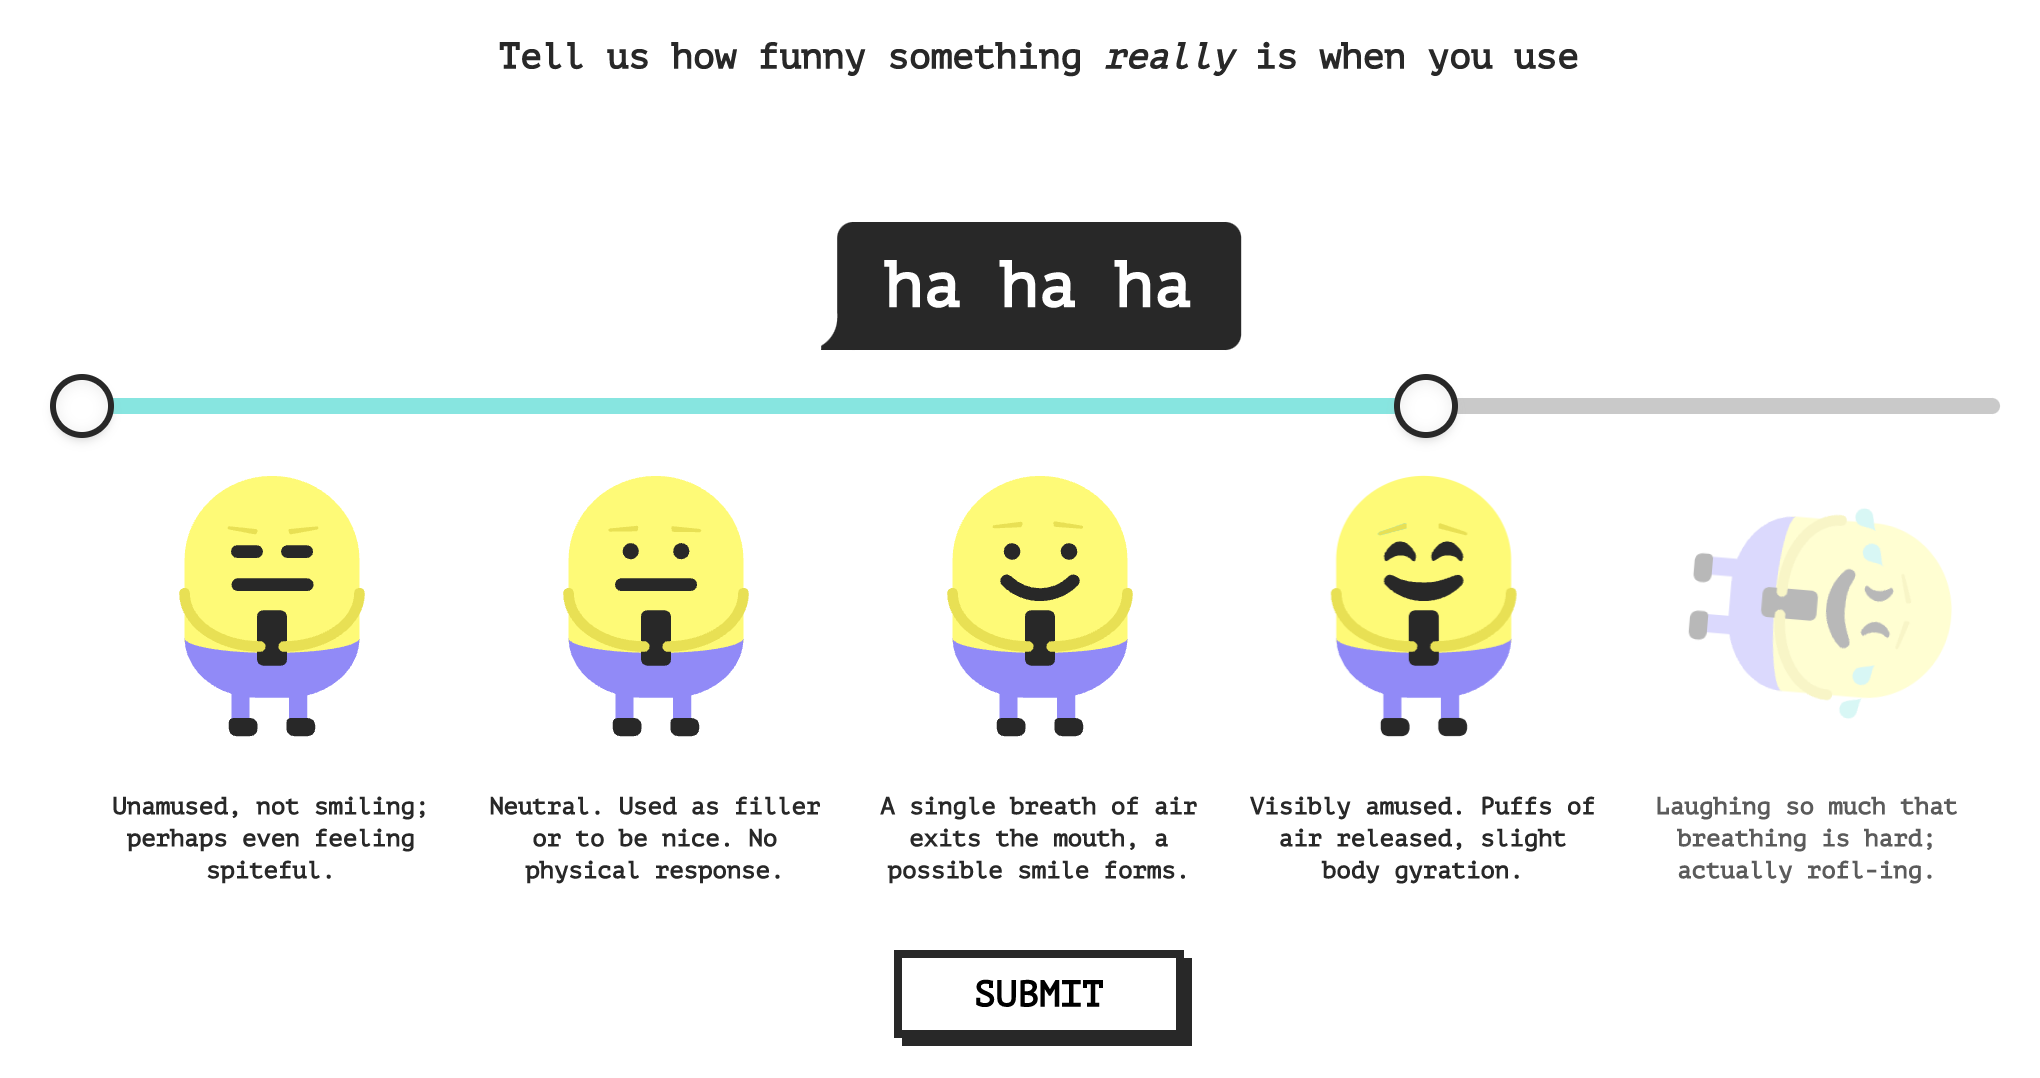 Tell us how funny something really is when you use
ha ha ha
Unamused, not smiling;
perhaps even feeling
spiteful.
Neutral. Used as filler
or to be nice. No
physical response.
A single breath of air
exits the mouth, a
possible smile forms.
Visibly amused. Puffs of
air released, slight
body gyration.
Laughing so much that
breathing is hard;
actually rofl-ing.
SUBMIT